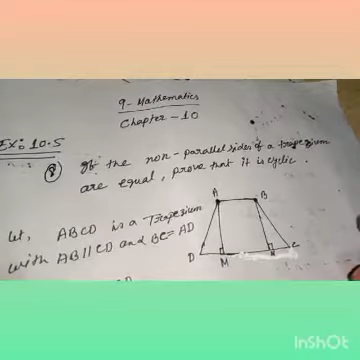 9- Mathematics
Chapter - 10
Ex: 10.5
(8) If the non-parallel sides of a trapezium
are equal, prove that it is cyclic.
Let, ABCD is a Trapezium
with AB||CD and BC=AD
A B
D M N C
InShOt